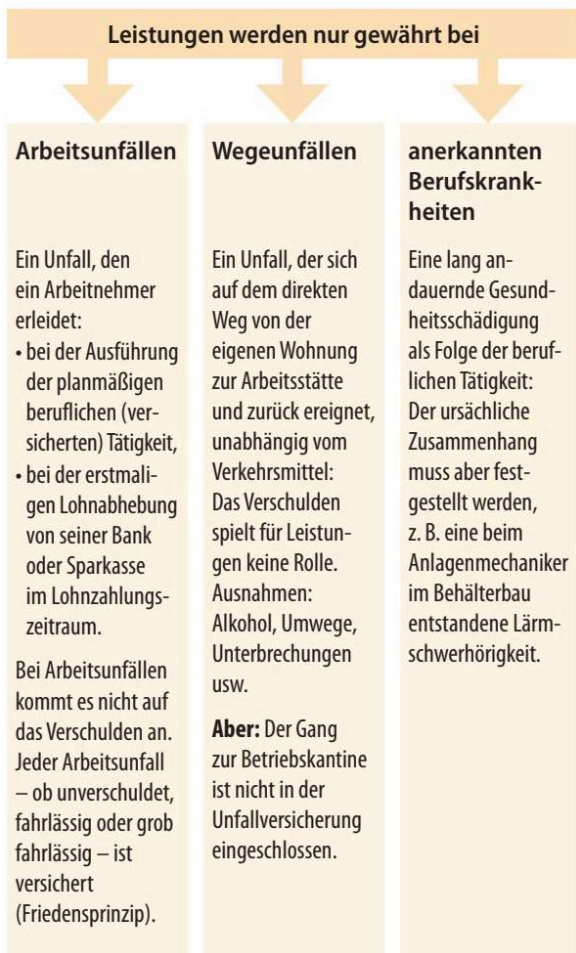 Leistungen werden nur gewährt bei
Arbeitsunfällen
Ein Unfall, den
ein Arbeitnehmer
erleidet:
• bei der Ausführung
der planmäßigen
beruflichen (ver-
sicherten) Tätigkeit,
• bei der erstmali-
gen Lohnabhebung
von seiner Bank
oder Sparkasse
im Lohnzahlungs-
zeitraum.
Bei Arbeitsunfällen
kommt es nicht auf
das Verschulden an.
Jeder Arbeitsunfall
– ob unverschuldet,
fahrlässig oder grob
fahrlässig – ist
versichert
(Friedensprinzip).
Wegeunfällen
Ein Unfall, der sich
auf dem direkten
Weg von der
eigenen Wohnung
zur Arbeitsstätte
und zurück ereignet,
unabhängig vom
Verkehrsmittel:
Das Verschulden
spielt für Leistun-
gen keine Rolle.
Ausnahmen:
Alkohol, Umwege,
Unterbrechungen
usw.
Aber: Der Gang
zur Betriebskantine
ist nicht in der
Unfallversicherung
eingeschlossen.
anerkannten
Berufskrank-
heiten
Eine lang an-
dauernde Gesund-
heitsschädigung
als Folge der beruf-
lichen Tätigkeit:
Der ursächliche
Zusammenhang
muss aber fest-
gestellt werden,
z. B. eine beim
Anlagenmechaniker
im Behälterbau
entstandene Lärm-
schwerhörigkeit.